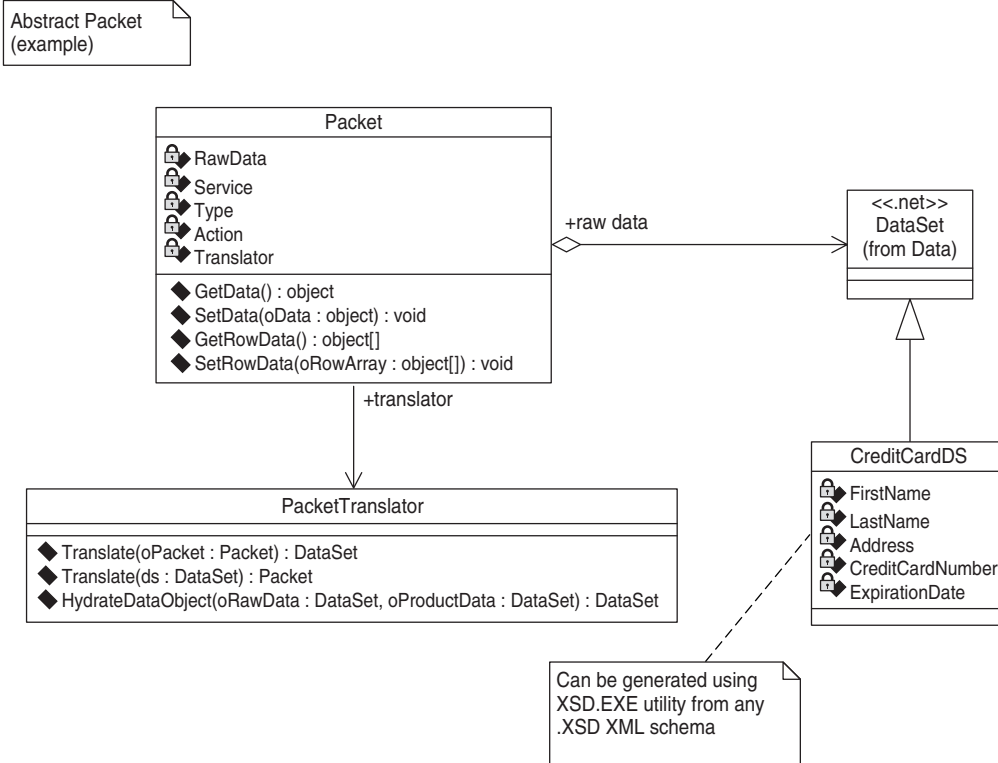 Abstract Packet
(example)
Packet
RawData
Service
Type
Action
Translator
GetData() : object
SetData(oData : object) : void
GetRowData() : object[]
SetRowData(oRowArray : object[]) : void
+raw data
<<.net>>
DataSet
(from Data)
+translator
PacketTranslator
Translate(oPacket : Packet) : DataSet
Translate(ds : DataSet) : Packet
HydrateDataObject(oRawData : DataSet, oProductData : DataSet) : DataSet
CreditCardDS
FirstName
LastName
Address
CreditCardNumber
ExpirationDate
Can be generated using
XSD.EXE utility from any
.XSD XML schema